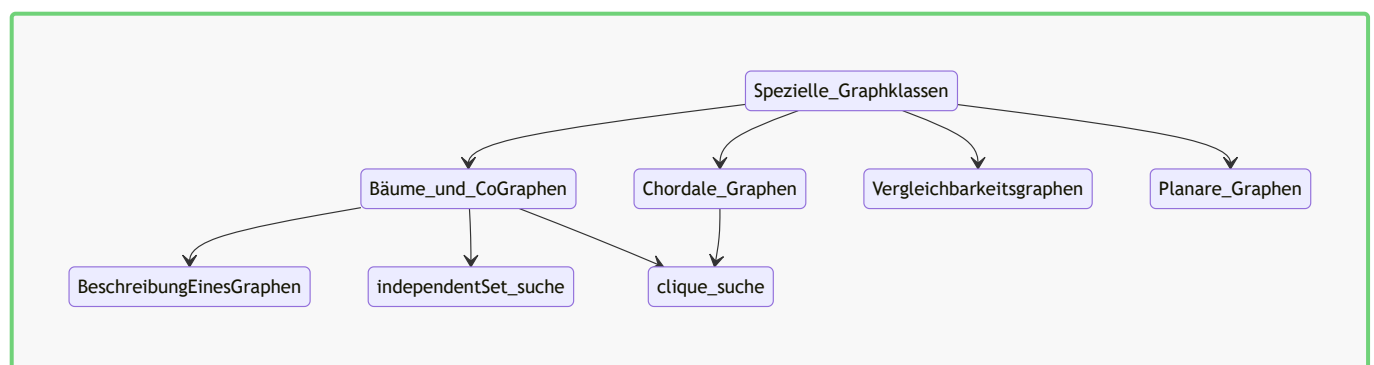 Spezielle_Graphklassen
Bäume_und_CoGraphen
Chordale_Graphen
Vergleichbarkeitsgraphen
Planare_Graphen
BeschreibungEinesGraphen
independentSet_suche
clique_suche